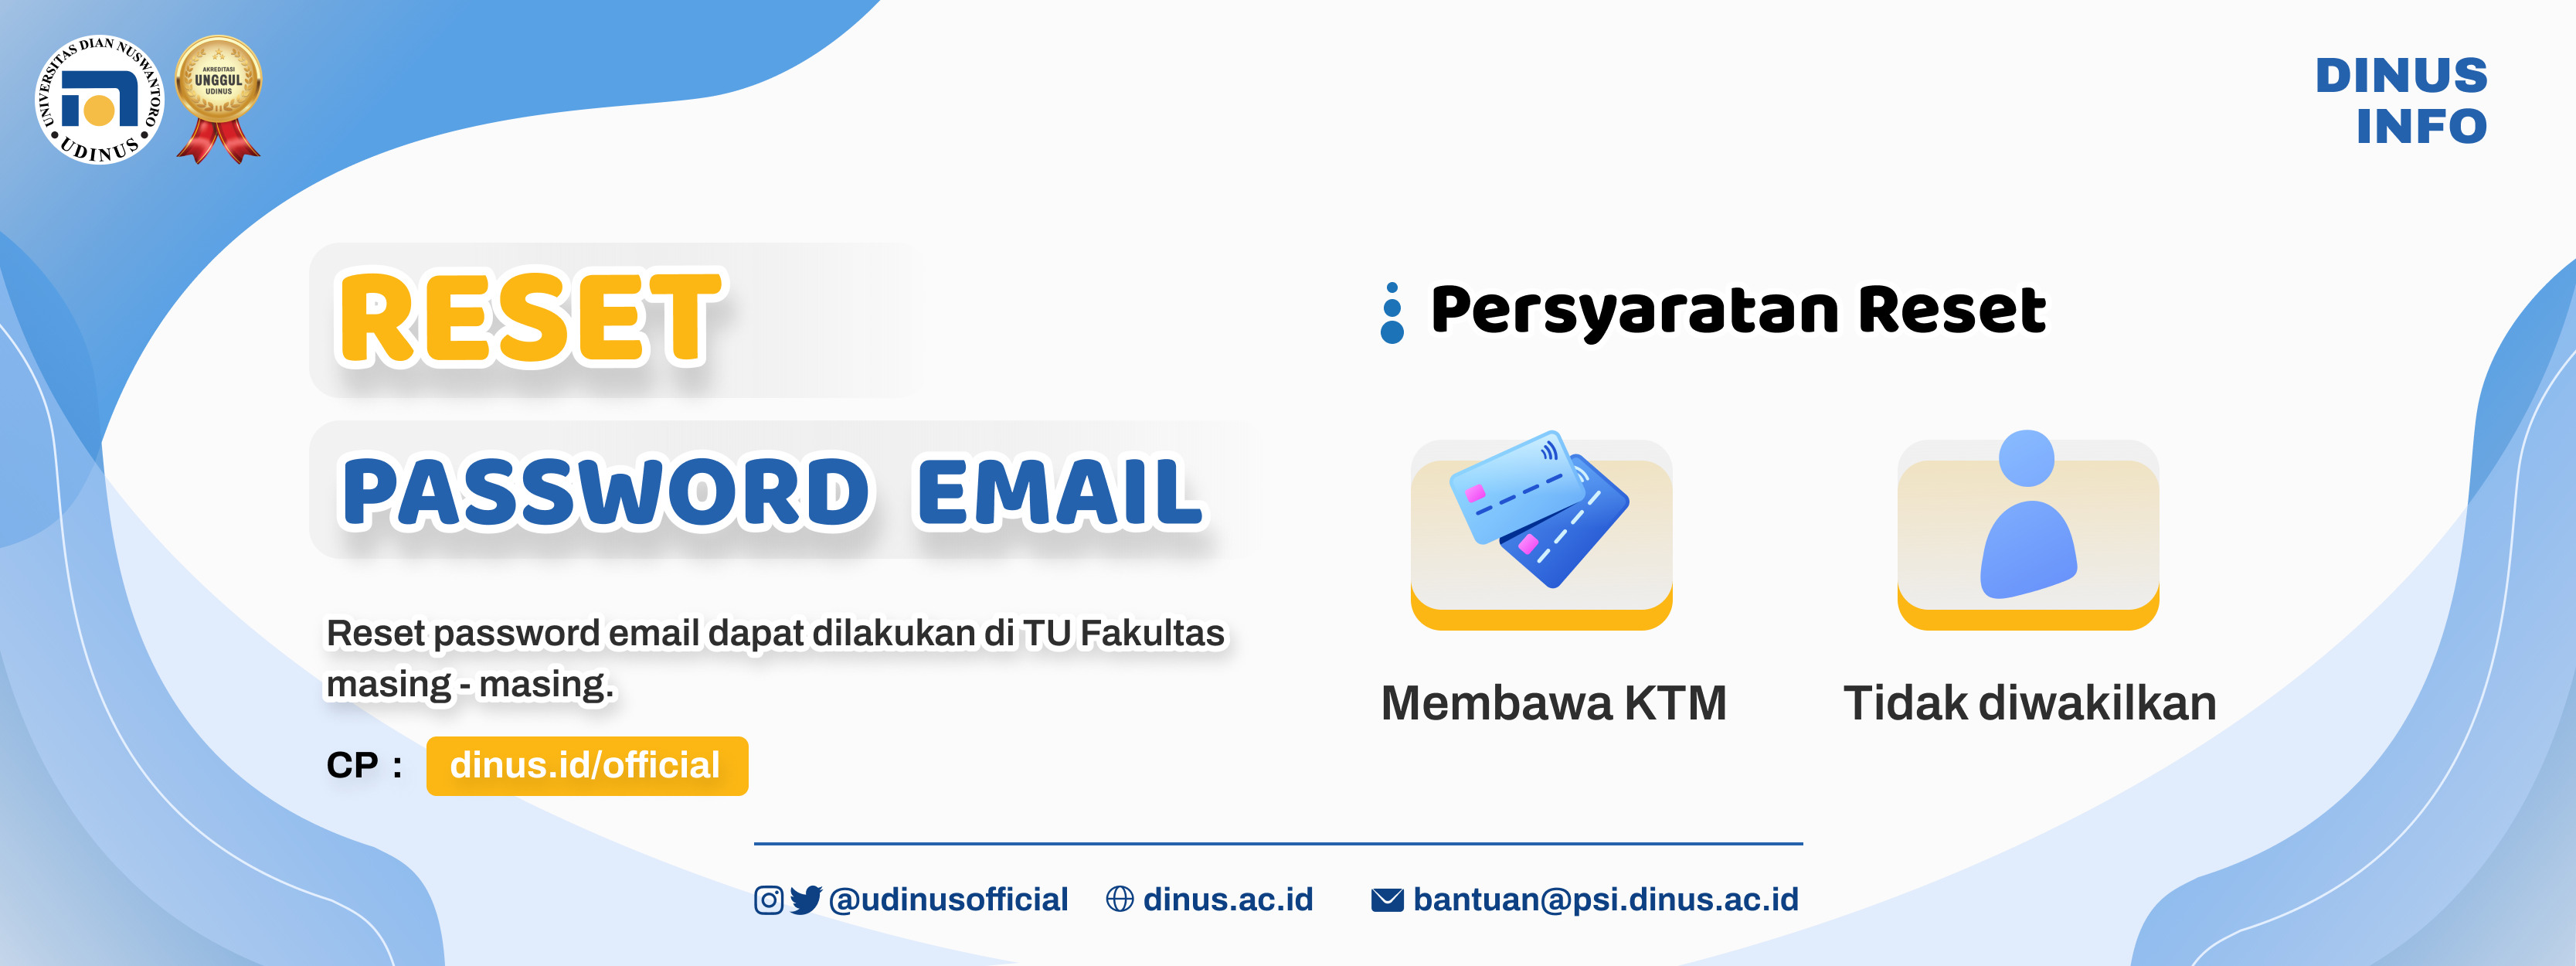 UNIVERSITAS DIAN NUSWANTORO
UDINUS
AKREDITASI
UNGGUL
UDINUS
DINUS
INFO
RESET
PASSWORD EMAIL
Reset password email dapat dilakukan di TU Fakultas
masing - masing.
CP : dinus.id/official
Persyaratan Reset
Membawa KTM
Tidak diwakilkan
@udinusofficial dinus.ac.id bantuan@psi.dinus.ac.id